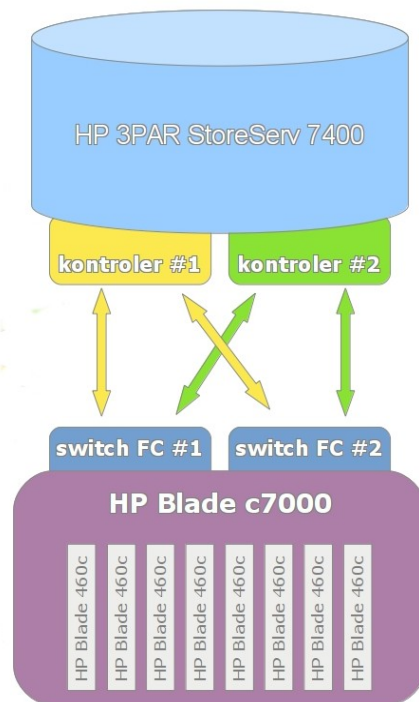 HP 3PAR StoreServ 7400
kontroler #1
kontroler #2
switch FC #1
switch FC #2
HP Blade c7000
HP Blade 460c
HP Blade 460c
HP Blade 460c
HP Blade 460c
HP Blade 460c
HP Blade 460c
HP Blade 460c
HP Blade 460c